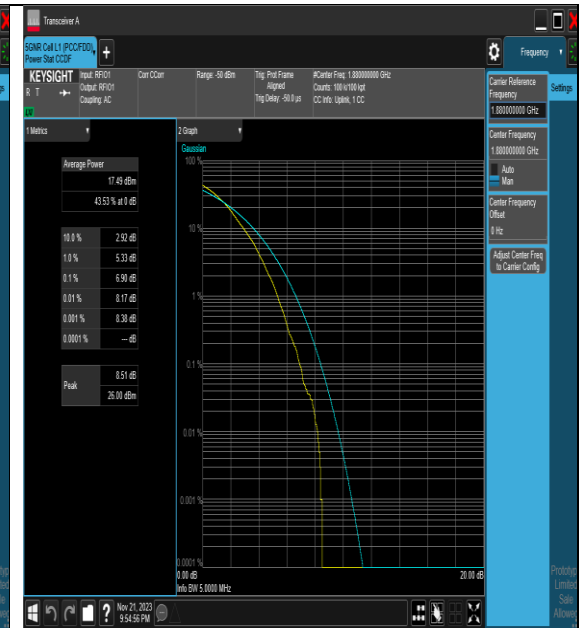 Transceiver A
5GNR Cell L1 (PCC/FDD),
Power Stat CCDF
+
Frequency
KEYSIGHT
R T
LV
Input: RFIO1
Output: RFIO1
Coupling: AC
Corr CCorr
Range: -50 dBm
Trig: Prot Frame
Aligned
Trig Delay: -50.0 µs
#Center Freq: 1.880000000 GHz
Counts: 100 k/100 kpt
CC Info: Uplink, 1 CC
1 Metrics
Average Power
17.49 dBm
43.53 % at 0 dB
10.0 % 2.92 dB
1.0 % 5.33 dB
0.1 % 6.90 dB
0.01 % 8.17 dB
0.001 % 8.38 dB
0.0001 % --- dB
Peak
8.51 dB
26.00 dBm
2 Graph
Gaussian
100 %
10 %
1 %
0.1 %
0.01 %
0.001 %
0.0001 %
0.00 dB
20.00 dB
Info BW 5.0000 MHz
Carrier Reference
Frequency
1.880000000 GHz
Center Frequency
1.880000000 GHz
Auto
Man
Center Frequency
Offset
0 Hz
Adjust Center Freq
to Carrier Config
Settings
Prototyp
Limited
Sale
Allowe
?
Nov 21, 2023
9:54:56 PM